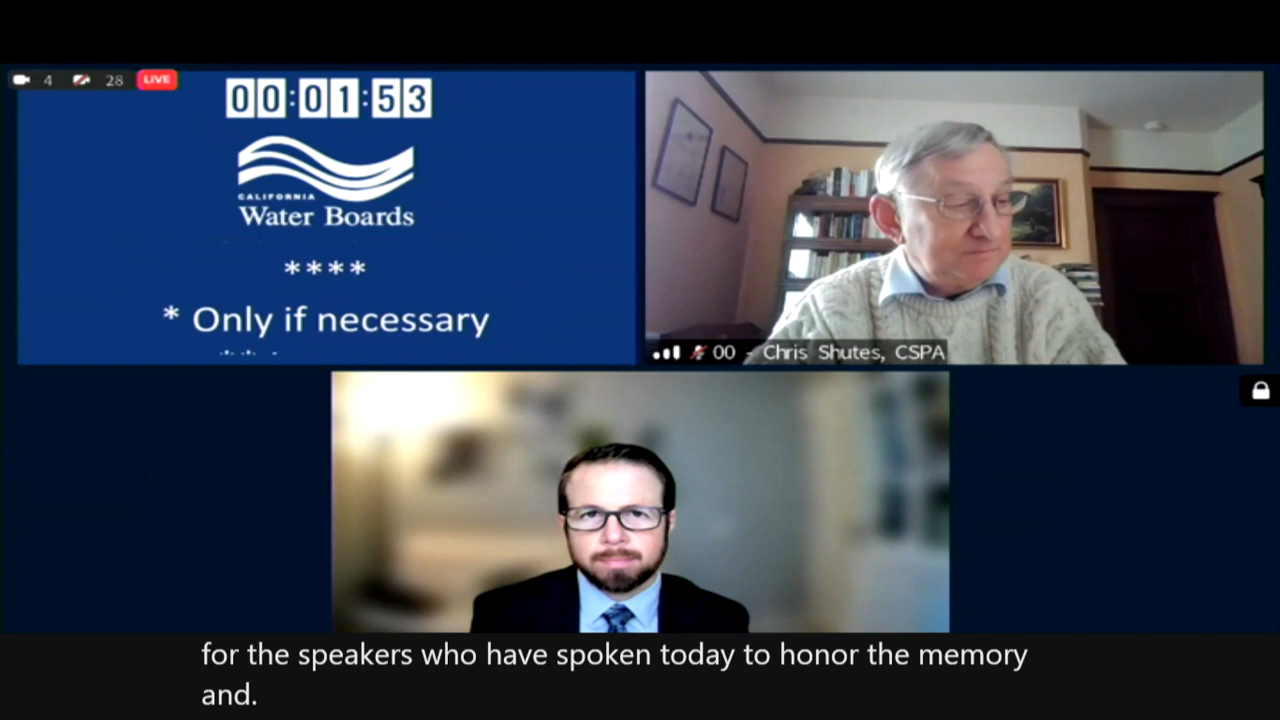 4 28 LIVE
00:01:53
CALIFORNIA
Water Boards
****
* Only if necessary
00 - Chris Shutes, CSPA
for the speakers who have spoken today to honor the memory
and.